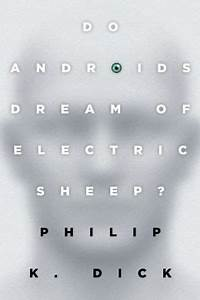 DO
ANDROIDS
DREAM OF
ELECTRIC
SHEEP?
PHILIP
K. DICK